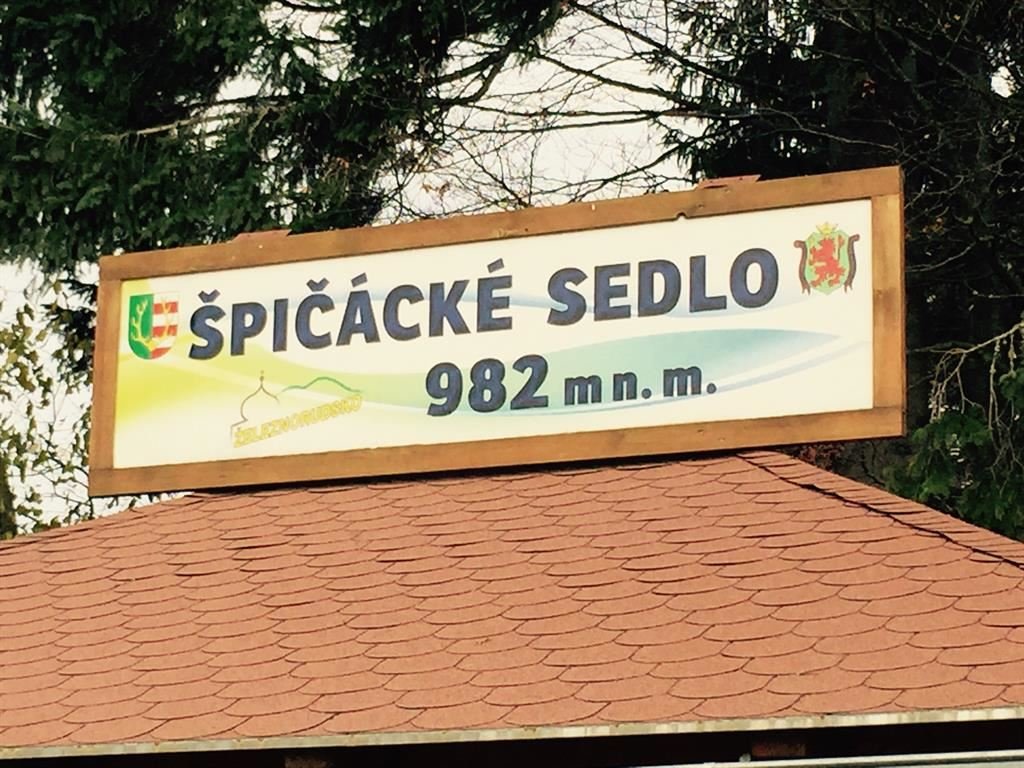 ŠPIČÁCKÉ SEDLO
982 m n. m.
ŽELEZNORUDSKO